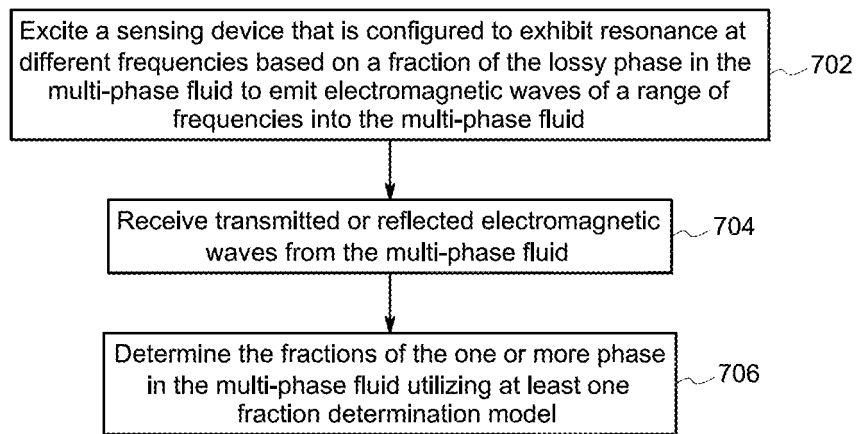 Excite a sensing device that is configured to exhibit resonance at
different frequencies based on a fraction of the lossy phase in the
multi-phase fluid to emit electromagnetic waves of a range of
frequencies into the multi-phase fluid
702
Receive transmitted or reflected electromagnetic
waves from the multi-phase fluid
704
Determine the fractions of the one or more phase
in the multi-phase fluid utilizing at least one
fraction determination model
706